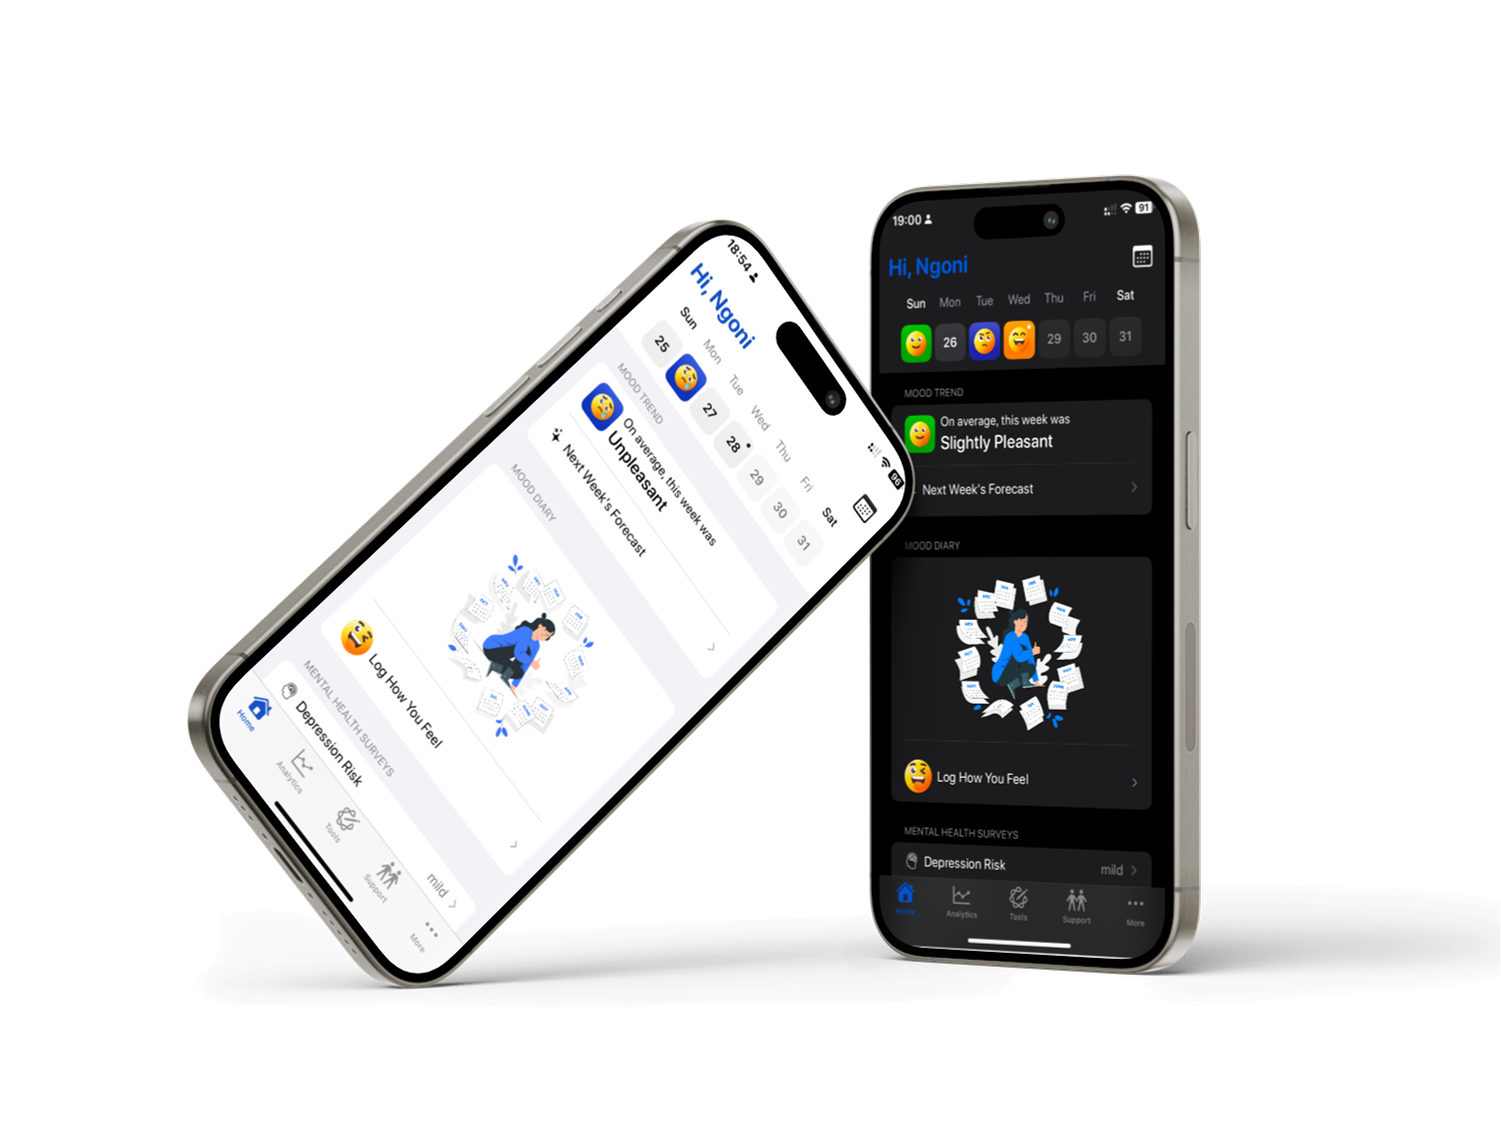 18:54
96
Hi, Ngoni
Sun Mon Tue Wed Thu Fri Sat
25 27 28 29 30 31
MOOD TREND
On average, this week was
Unpleasant
Next Week's Forecast
MOOD DIARY
Log How You Feel
MENTAL HEALTH SURVEYS
Depression Risk mild
Home Analytics Tools Support More
19:00
91
Hi, Ngoni
Sun Mon Tue Wed Thu Fri Sat
26 29 30 31
MOOD TREND
On average, this week was
Slightly Pleasant
Next Week's Forecast
MOOD DIARY
Log How You Feel
MENTAL HEALTH SURVEYS
Depression Risk mild
Home Analytics Tools Support More